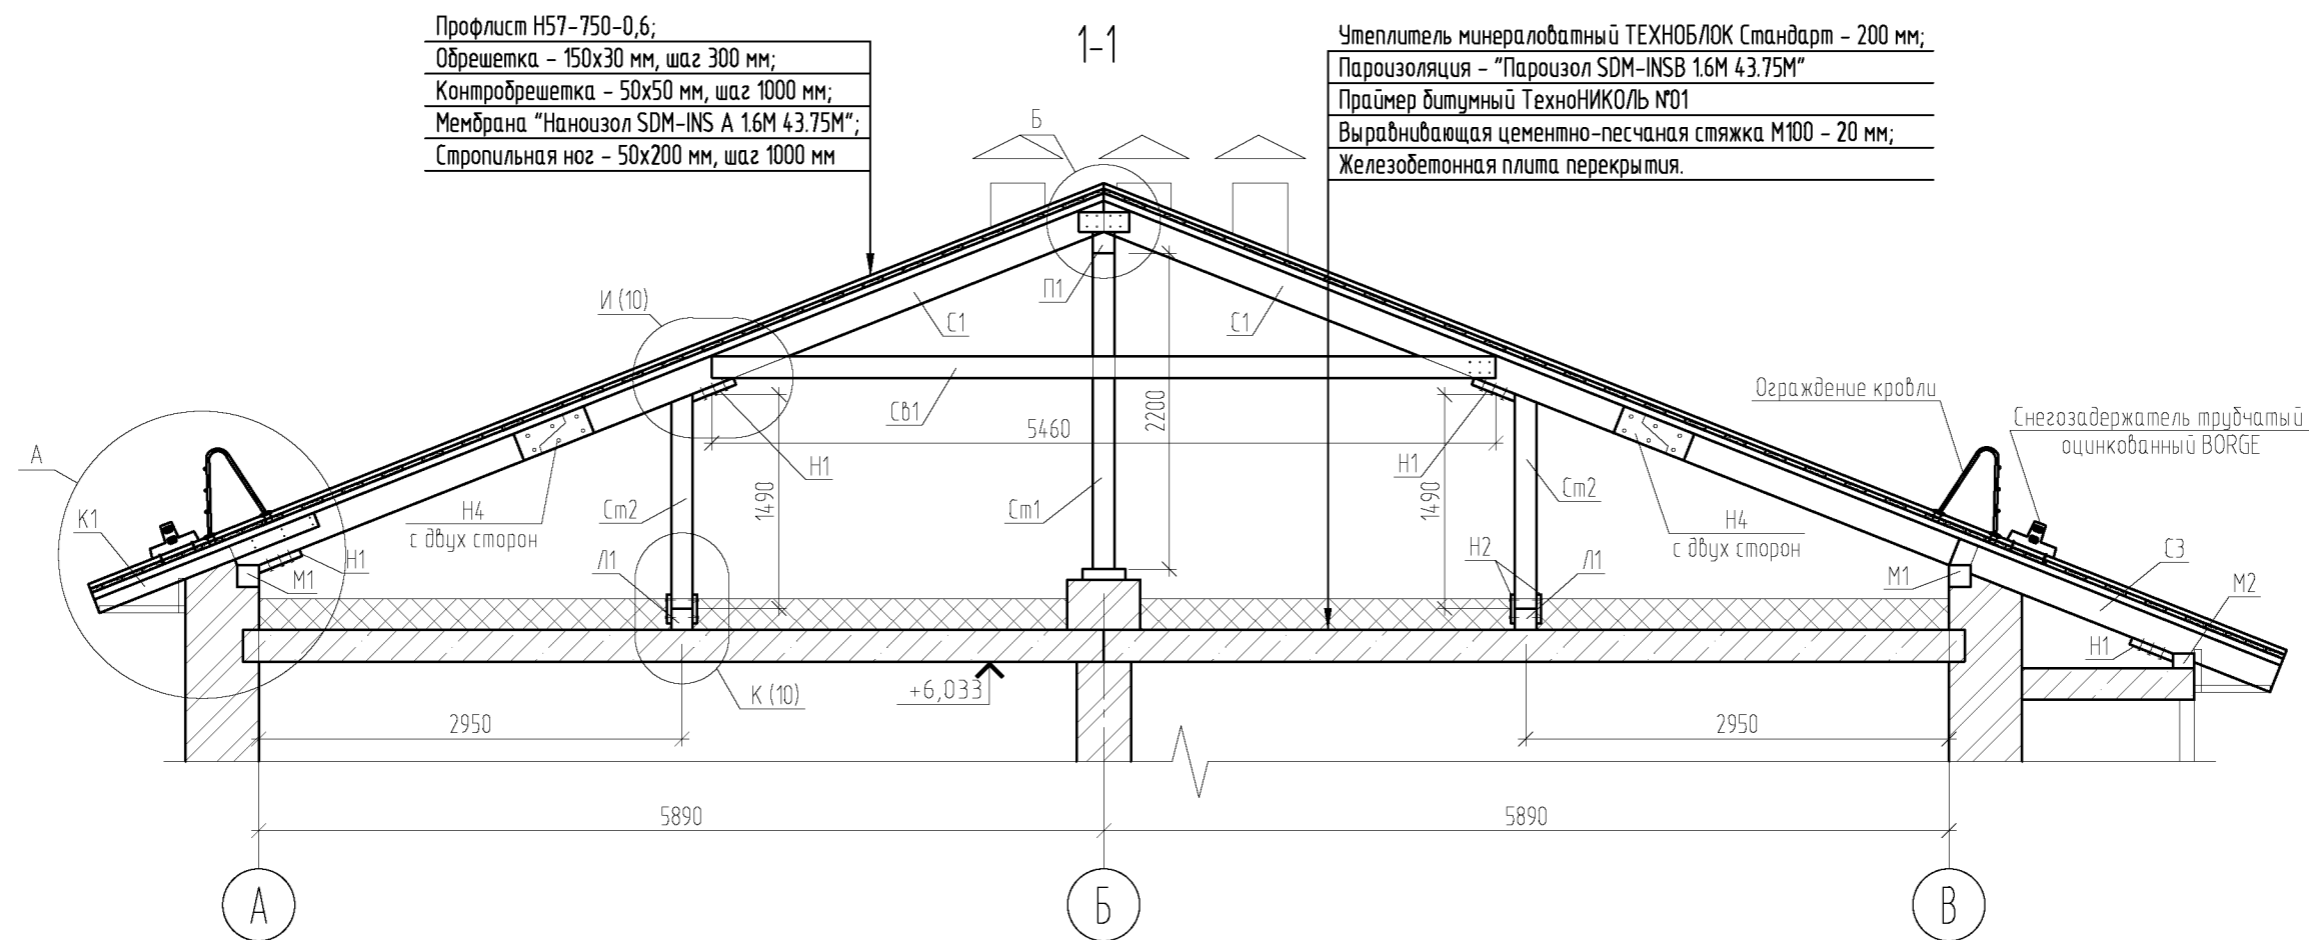 Профлист Н57-750-0,6;
Обрешетка - 150х30 мм, шаг 300 мм;
Контробрешетка - 50х50 мм, шаг 1000 мм;
Мембрана "Наноизол SDM-INS A 1.6М 43.75М";
Стропильная ног - 50х200 мм, шаг 1000 мм
1-1
Утеплитель минераловатный ТЕХНОБЛОК Стандарт - 200 мм;
Пароизоляция - "Пароизол SDM-INSB 1.6М 43.75М"
Праймер битумный ТехноНИКОЛЬ №01
Выравнивающая цементно-песчаная стяжка М100 - 20 мм;
Железобетонная плита перекрытия.
Б
И (10)
П1
С1
С1
Св1
5460
2200
Ограждение кровли
Снегозадержатель трубчатый
оцинкованный BORGE
А
К1
Н1
М1
Н4
с двух сторон
Ст2
1490
Н1
Ст1
Н1
1490
Ст2
Н4
с двух сторон
Л1
Н2
Л1
М1
С3
М2
Н1
К (10)
+6,033
2950
2950
5890
5890
А
Б
В